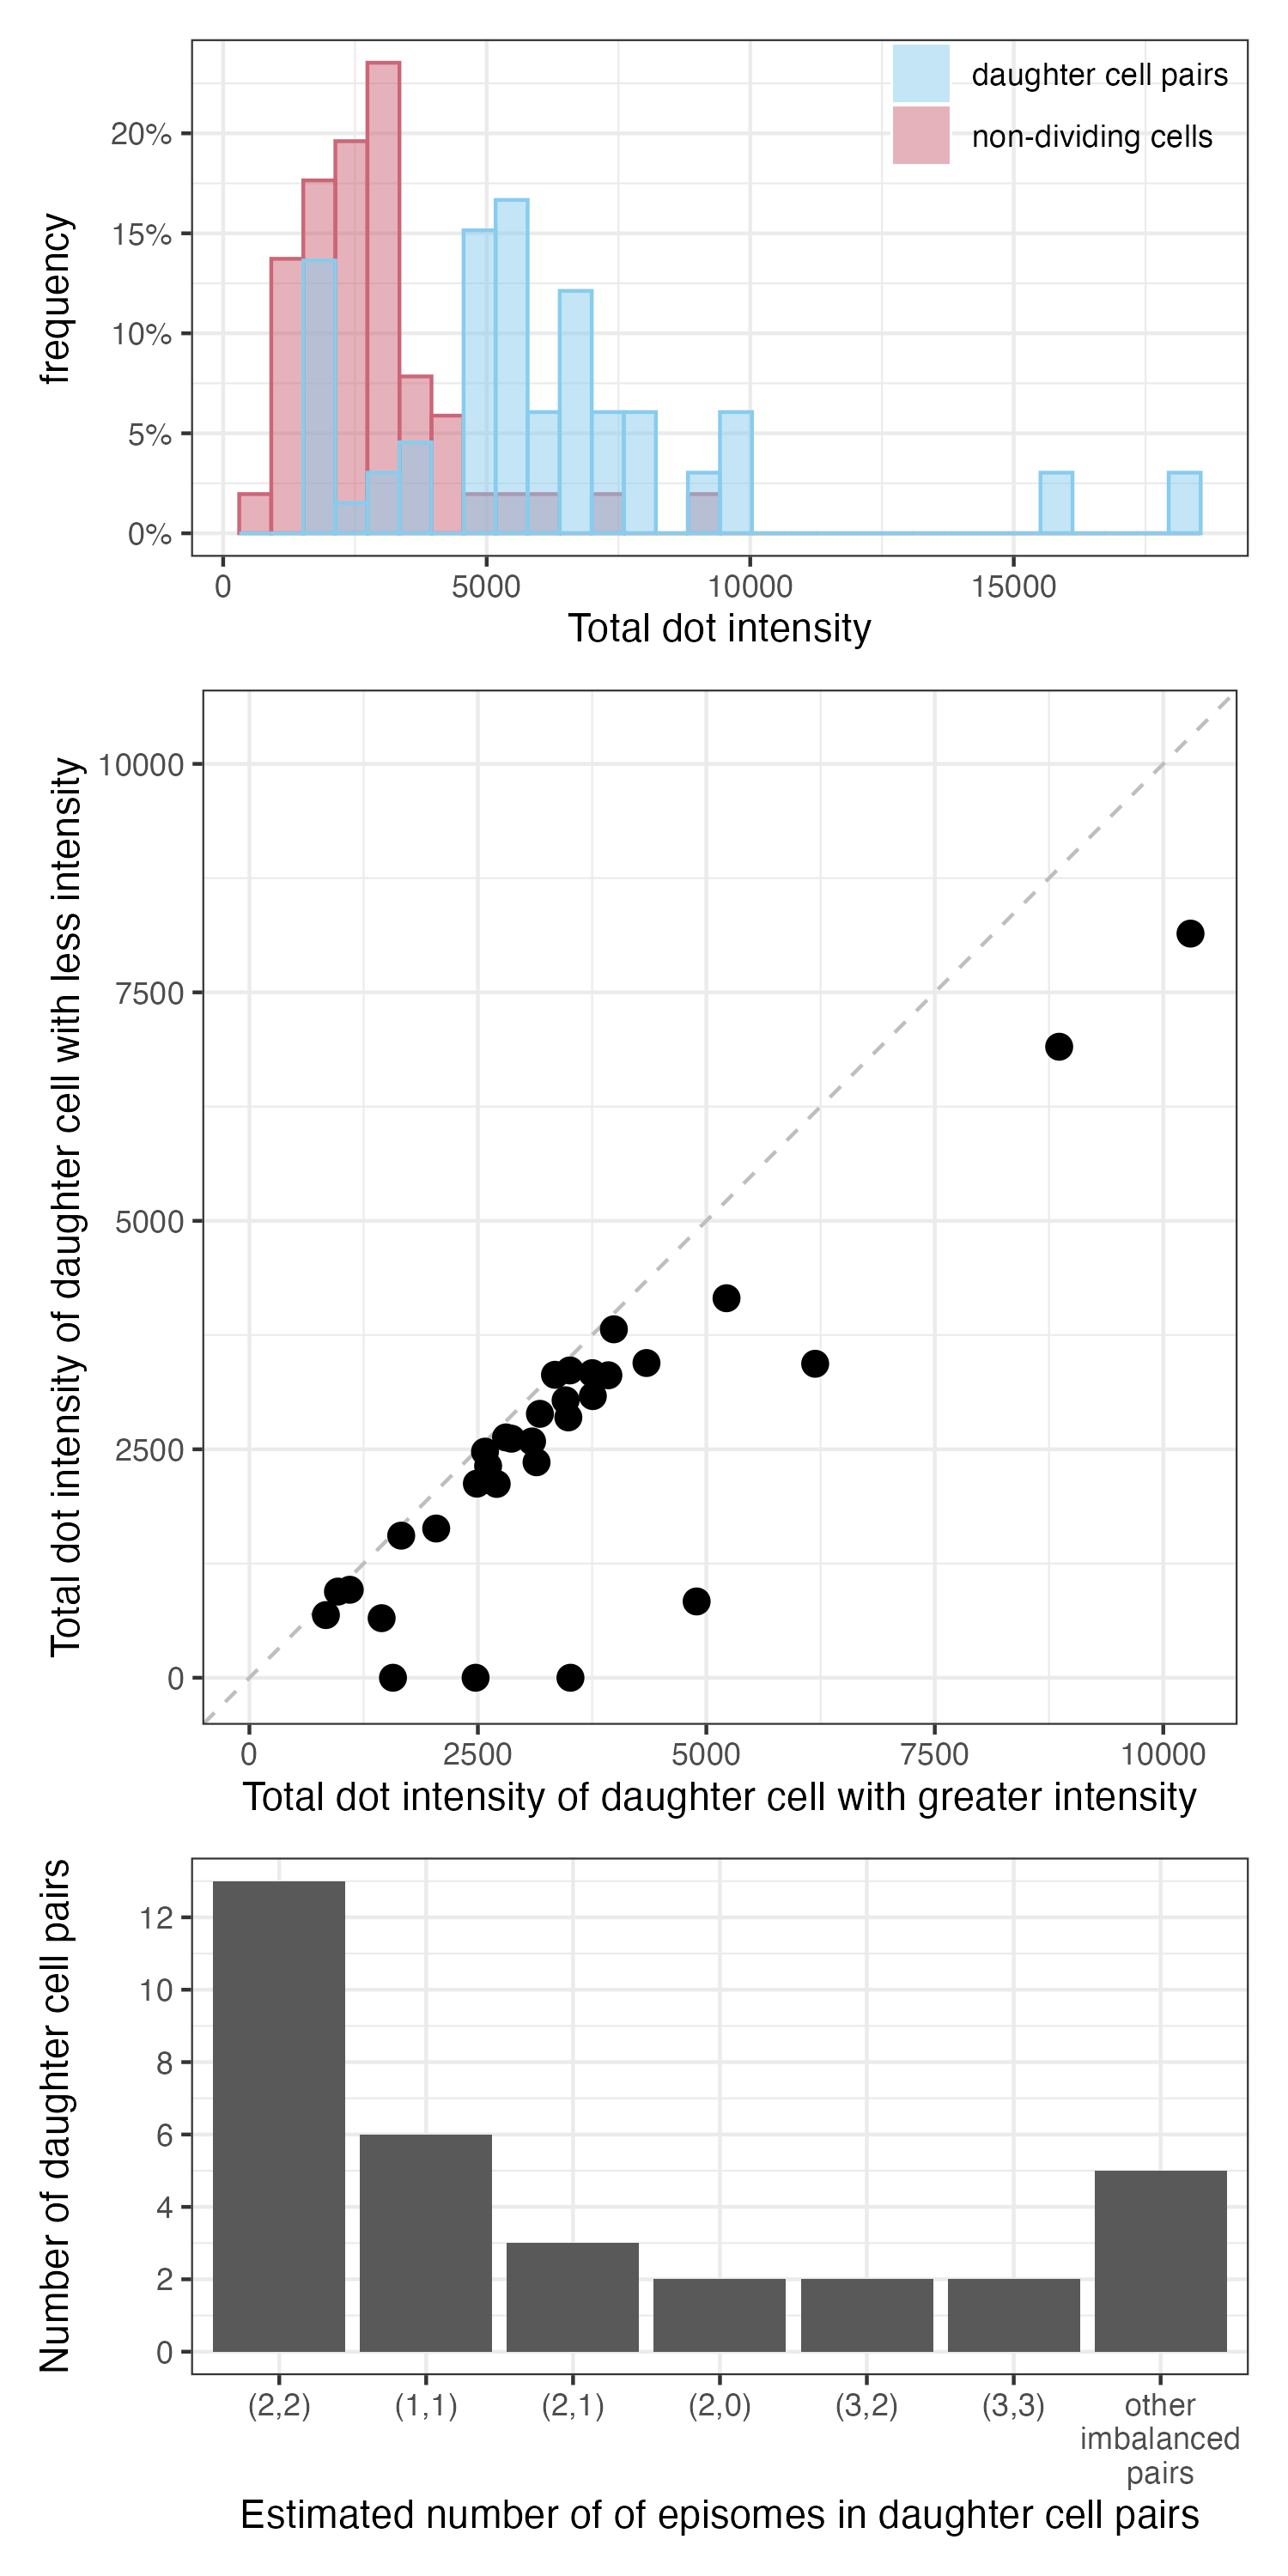 daughter cell pairs
non-dividing cells
frequency
20%
15%
10%
5%
0%
0
5000
10000
15000
Total dot intensity
Total dot intensity of daughter cell with less intensity
10000
7500
5000
2500
0
0
2500
5000
7500
10000
Total dot intensity of daughter cell with greater intensity
Number of daughter cell pairs
12
10
8
6
4
2
0
(2,2)
(1,1)
(2,1)
(2,0)
(3,2)
(3,3)
other
imbalanced
pairs
Estimated number of of episomes in daughter cell pairs